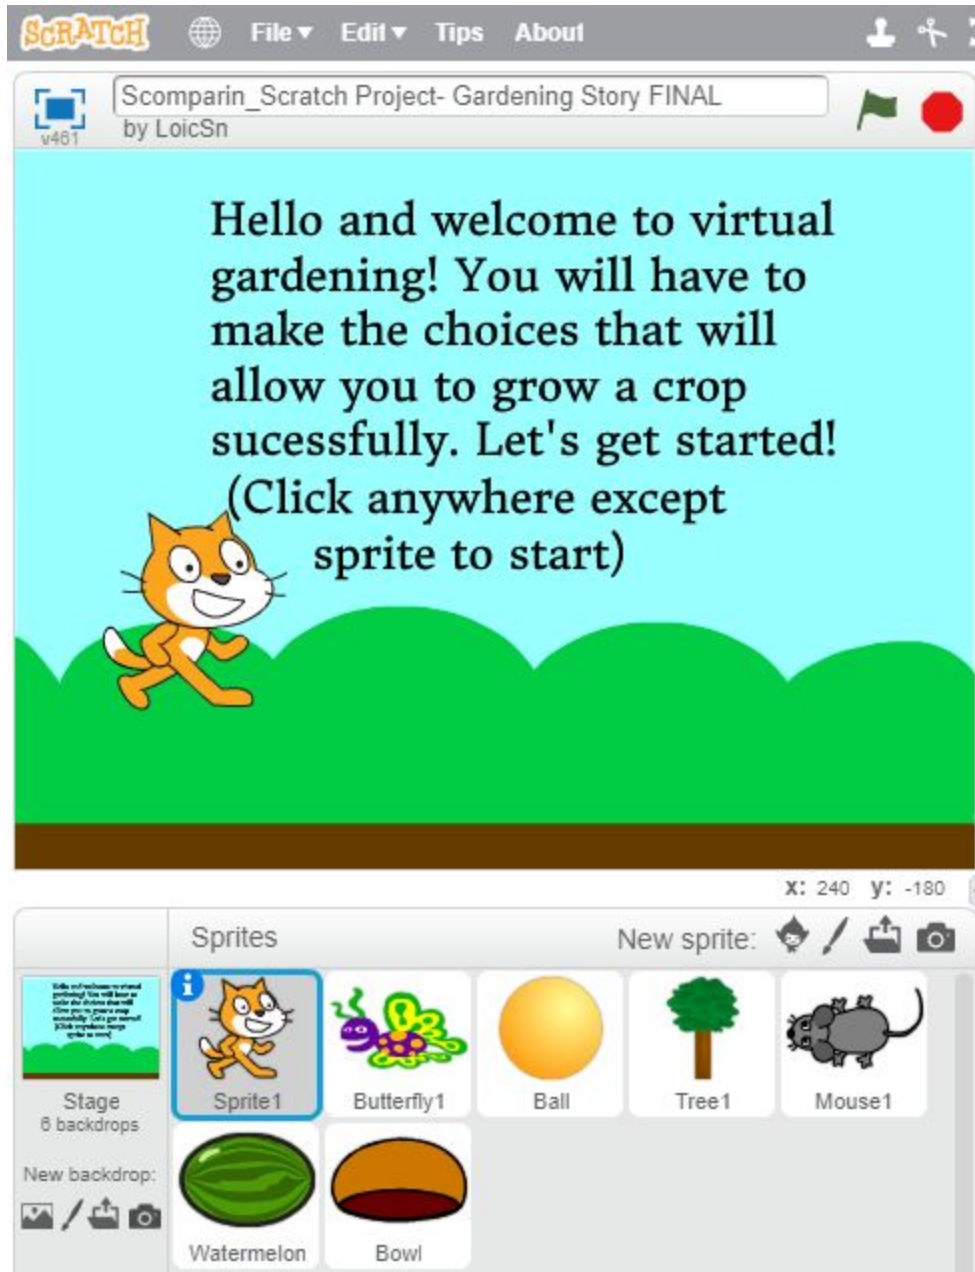 SCRATCH File▼ Edit▼ Tips About
Scomparin_Scratch Project- Gardening Story FINAL
v461 by LoicSn
Hello and welcome to virtual
gardening! You will have to
make the choices that will
allow you to grow a crop
sucessfully. Let's get started!
(Click anywhere except
sprite to start)
x: 240 y: -180
Sprites New sprite:
Stage
6 backdrops
New backdrop:
Sprite1 Butterfly1 Ball Tree1 Mouse1
Watermelon Bowl